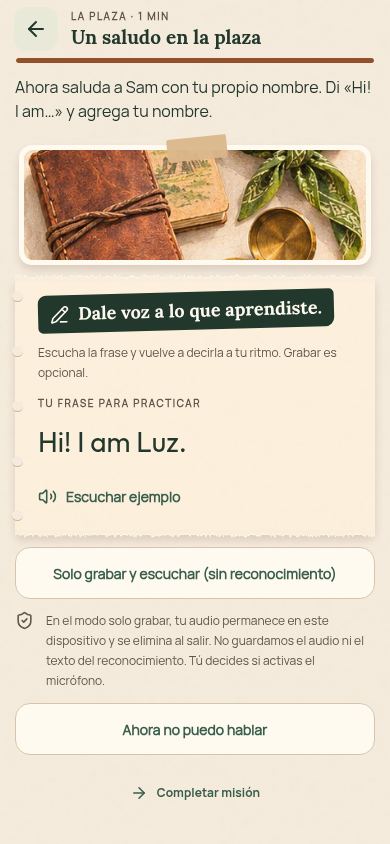 LA PLAZA · 1 MIN
Un saludo en la plaza
Ahora saluda a Sam con tu propio nombre. Di «Hi!
I am…» y agrega tu nombre.
Dale voz a lo que aprendiste.
Escucha la frase y vuelve a decirla a tu ritmo. Grabar es
opcional.
TU FRASE PARA PRACTICAR
Hi! I am Luz.
Escuchar ejemplo
Solo grabar y escuchar (sin reconocimiento)
En el modo solo grabar, tu audio permanece en este
dispositivo y se elimina al salir. No guardamos el audio ni el
texto del reconocimiento. Tú decides si activas el
micrófono.
Ahora no puedo hablar
Completar misión